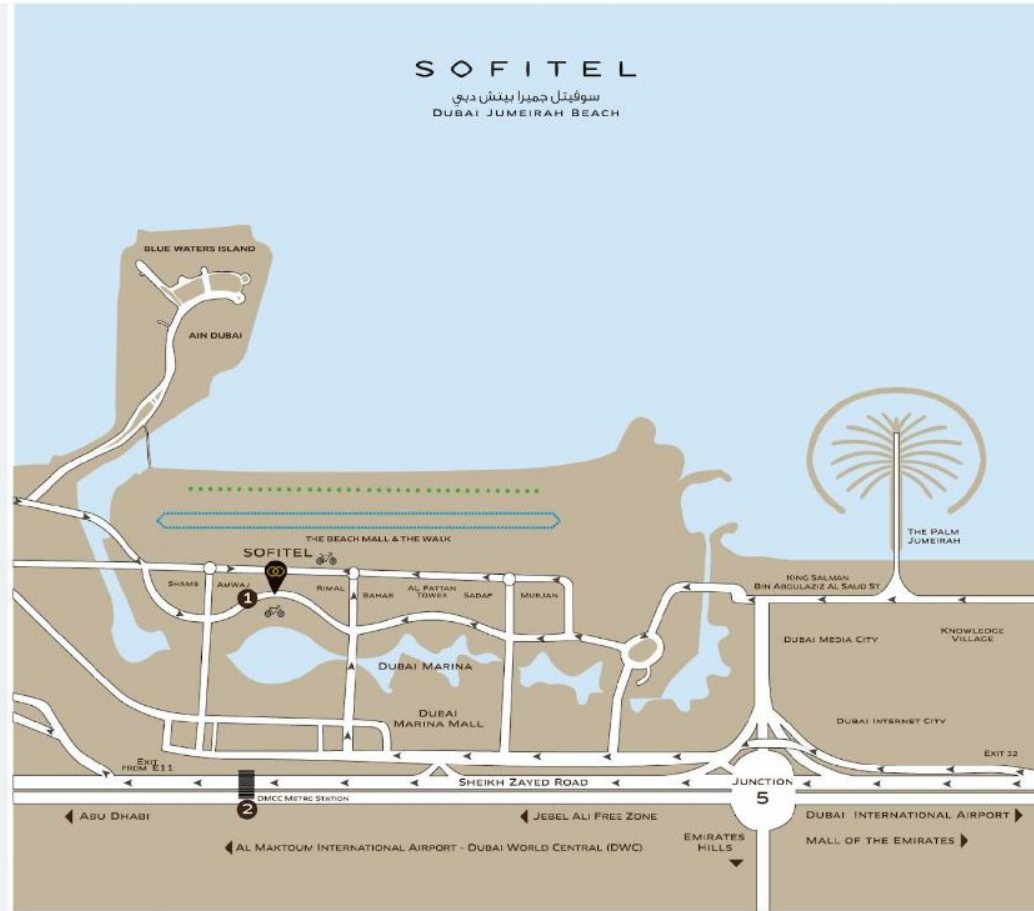 SOFITEL
سوفيتل جميرا بيتش دبي
DUBAI JUMEIRAH BEACH
BLUE WATERS ISLAND
AIN DUBAI
THE PALM
JUMEIRAH
THE BEACH MALL & THE WALK
SOFITEL
SHAMS
AMWAJ
1
RIMAL
BAHAR
AL FATTAN
TOWER
SADAF
MURJAN
KING SALMAN
BIN ABDULAZIZ AL SAUD ST
DUBAI MEDIA CITY
KNOWLEDGE
VILLAGE
DUBAI MARINA
DUBAI
MARINA MALL
DUBAI INTERNET CITY
EXIT
FROM E11
EXIT 32
SHEIKH ZAYED ROAD
JUNCTION
5
DMCC METRO STATION
2
ABU DHABI
JEBEL ALI FREE ZONE
DUBAI INTERNATIONAL AIRPORT
AL MAKTOUM INTERNATIONAL AIRPORT - DUBAI WORLD CENTRAL (DWC)
EMIRATES
HILLS
MALL OF THE EMIRATES